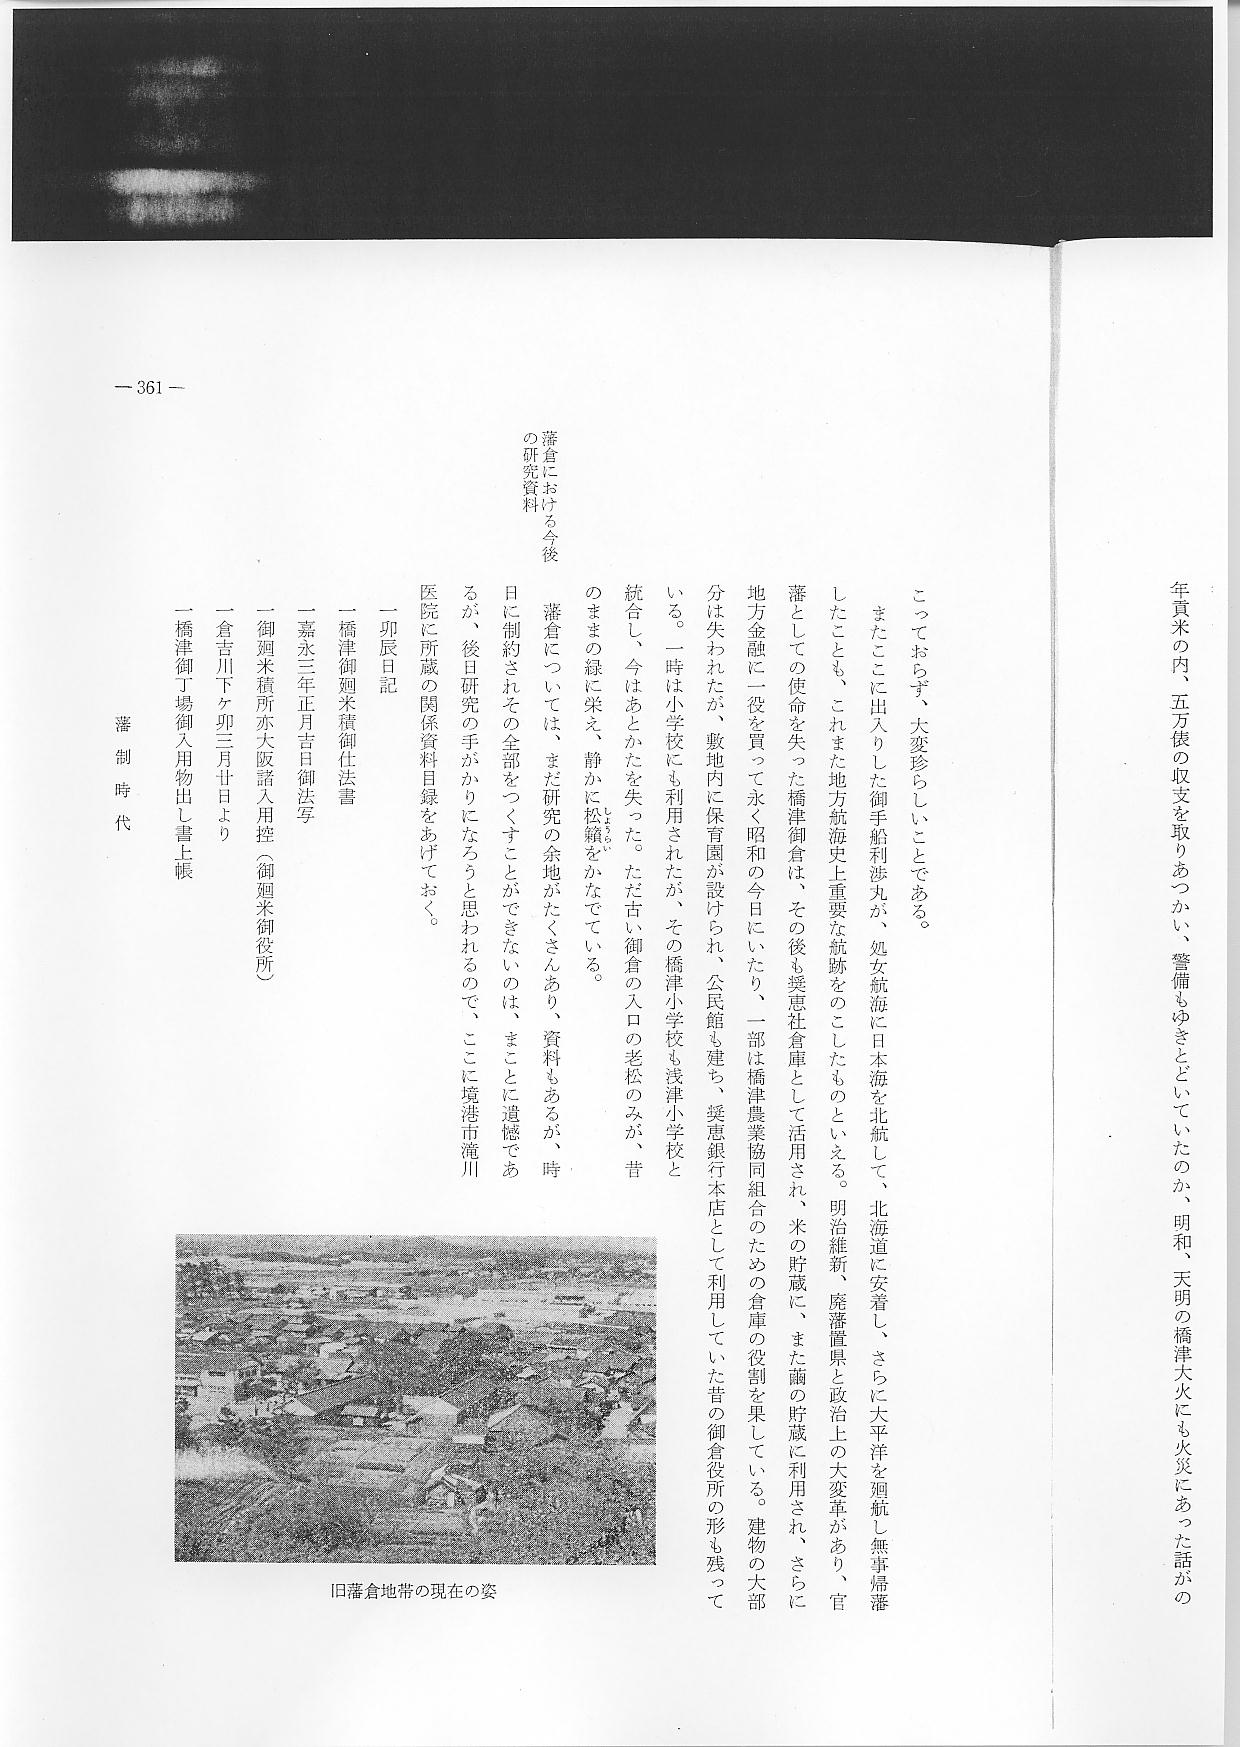 年貢米の内、五万俵の収支を取りあつかい、警備もゆきとどいていたのか、明和、天明の橋津大火にも火災にあった話がの
こっておらず、大変珍らしいことである。
またここに出入りした御手船利渉丸が、処女航海に日本海を北航して、北海道に安着し、さらに大平洋を廻航し無事帰藩
したことも、これまた地方航海史上重要な航跡をのこしたものといえる。明治維新、廃藩置県と政治上の大変革があり、官
藩としての使命を失った橋津御倉は、その後も奨恵社倉庫として活用され、米の貯蔵に、また繭の貯蔵に利用され、さらに
地方金融に一役を買って永く昭和の今日にいたり、一部は橋津農業協同組合のための倉庫の役割を果している。建物の大部
分は失われたが、敷地内に保育園が設けられ、公民館も建ち、奨恵銀行本店として利用していた昔の御倉役所の形も残って
いる。一時は小学校にも利用されたが、その橋津小学校も浅津小学校と
統合し、今はあとかたを失った。ただ古い御倉の入口の老松のみが、昔
のままの緑に栄え、静かに松籟をかなでている。
しょうらい
藩倉における今後
の研究資料
藩倉については、まだ研究の余地がたくさんあり、資料もあるが、時
日に制約されその全部をつくすことができないのは、まことに遺憾であ
るが、後日研究の手がかりになろうと思われるので、ここに境港市滝川
医院に所蔵の関係資料目録をあげておく。
一卯辰日記
一橋津御廻米積御仕法書
一嘉永三年正月吉日御法写
一御廻米積所亦大阪諸入用控（御廻米御役所）
一倉吉川下ヶ卯三月廿日より
一橋津御丁場御入用物出し書上帳
旧藩倉地帯の現在の姿
藩制時代
— 361 —